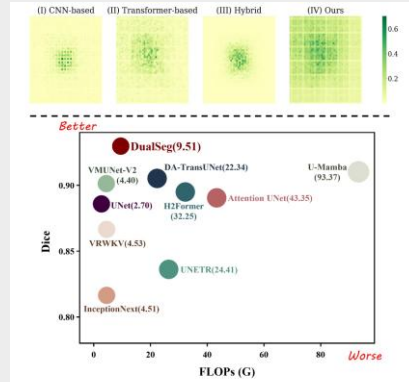 (I) CNN-based (II) Transformer-based (III) Hybrid (IV) Ours
0.6
0.4
0.2
Better
DualSeg(9.51)
VMUNet-V2
(4.40)
DA-TransUNet(22.34)
U-Mamba
(93.37)
0.90
UNet(2.70)
H2Former
(32.25)
Attention UNet(43.35)
VRWKV(4.53)
Dice
0.85
UNETR(24.41)
InceptionNext(4.51)
0.80
0 20 40 60 80
Worse
FLOPs (G)